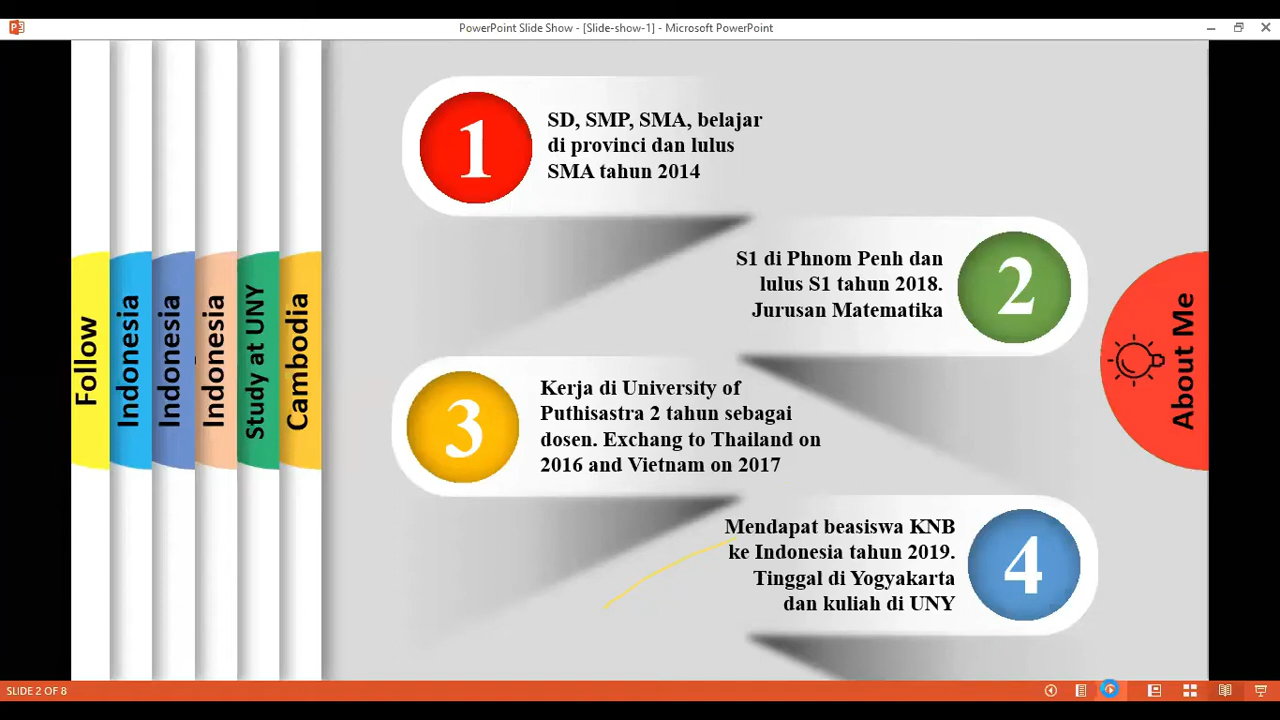 PowerPoint Slide Show - [Slide-show-1] - Microsoft PowerPoint
Follow
Indonesia
Indonesia
Indonesia
Study at UNY
Cambodia
1
SD, SMP, SMA, belajar
di provinci dan lulus
SMA tahun 2014
S1 di Phnom Penh dan
lulus S1 tahun 2018.
Jurusan Matematika
2
3
Kerja di University of
Puthisastra 2 tahun sebagai
dosen. Exchang to Thailand on
2016 and Vietnam on 2017
Mendapat beasiswa KNB
ke Indonesia tahun 2019.
Tinggal di Yogyakarta
dan kuliah di UNY
4
About Me
SLIDE 2 OF 8